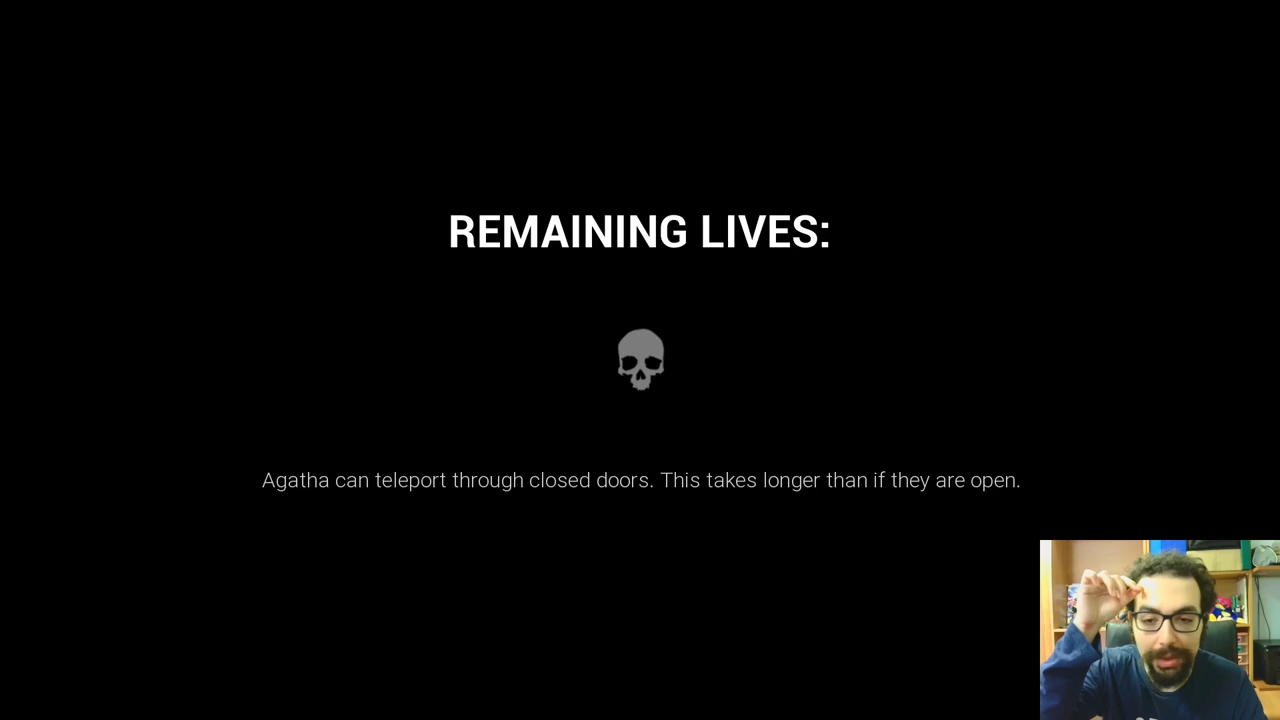 REMAINING LIVES:
Agatha can teleport through closed doors. This takes longer than if they are open.